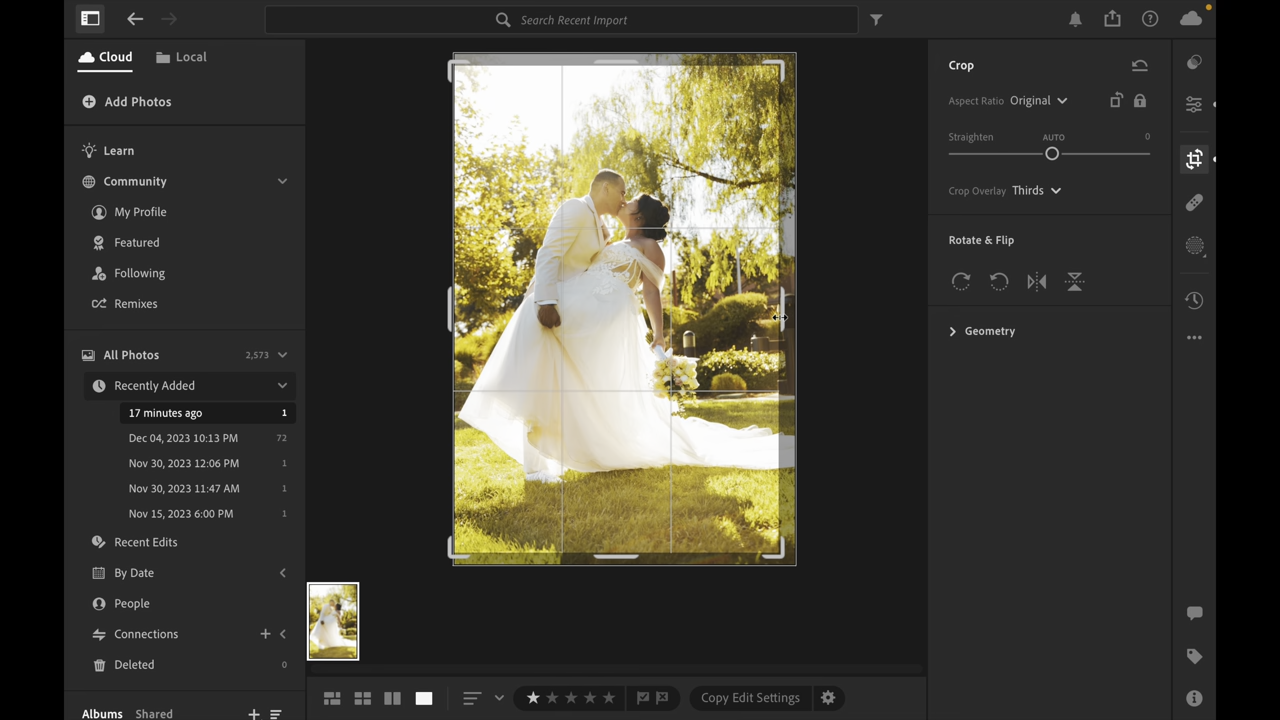 Search Recent Import
Cloud
Local
Add Photos
Learn
Community
My Profile
Featured
Following
Remixes
All Photos 2,573
Recently Added
17 minutes ago 1
Dec 04, 2023 10:13 PM 72
Nov 30, 2023 12:06 PM 1
Nov 30, 2023 11:47 AM 1
Nov 15, 2023 6:00 PM 1
Recent Edits
By Date
People
Connections
Deleted 0
Albums Shared
Copy Edit Settings
Crop
Aspect Ratio Original
Straighten AUTO 0
Crop Overlay Thirds
Rotate & Flip
Geometry